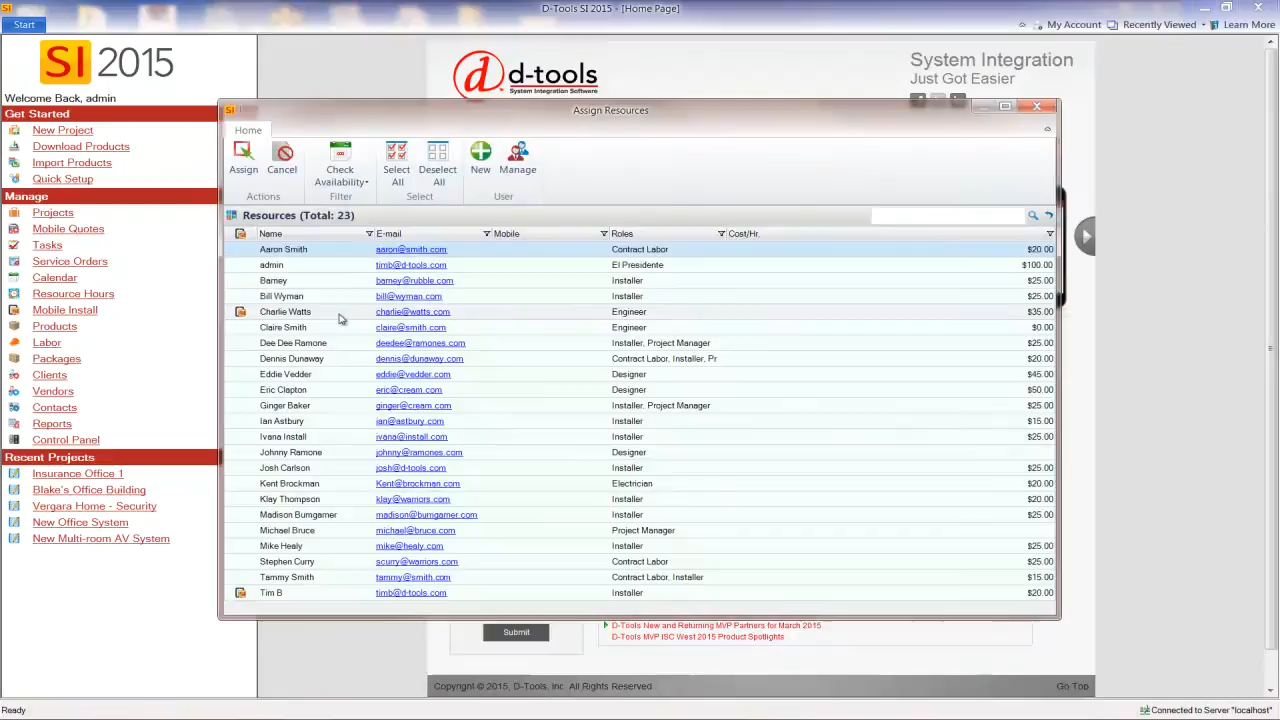 D-Tools SI 2015 - [Home Page]
Start
My Account
Recently Viewed
Learn More
SI 2015
Welcome Back, admin
Get Started
New Project
Download Products
Import Products
Quick Setup
Manage
Projects
Mobile Quotes
Tasks
Service Orders
Calendar
Resource Hours
Mobile Install
Products
Labor
Packages
Clients
Vendors
Contacts
Reports
Control Panel
Recent Projects
Insurance Office 1
Blake's Office Building
Vergara Home - Security
New Office System
New Multi-room AV System
d-tools
System Integration Software
System Integration
Just Got Easier
SI
Assign Resources
Home
Assign Cancel Check Availability Select All Deselect All New Manage
Actions Filter Select User
Resources (Total: 23)
Name E-mail Mobile Roles Cost/Hr.
Aaron Smith aaron@smith.com Contract Labor $20.00
admin timb@d-tools.com El Presidente $100.00
Barney barney@rubble.com Installer $25.00
Bill Wyman bill@wyman.com Installer $25.00
Charlie Watts charlie@watts.com Engineer $35.00
Claire Smith claire@smith.com Engineer $0.00
Dee Dee Ramone deedee@ramones.com Installer, Project Manager $25.00
Dennis Dunaway dennis@dunaway.com Contract Labor, Installer, Pr $20.00
Eddie Vedder eddie@vedder.com Designer $45.00
Eric Clapton eric@cream.com Designer $50.00
Ginger Baker ginger@cream.com Installer, Project Manager $25.00
Ian Astbury ian@astbury.com Installer $15.00
Ivana Install ivana@install.com Installer $25.00
Johnny Ramone johnny@ramones.com Designer
Josh Carlson josh@d-tools.com Installer $25.00
Kent Brockman Kent@brockman.com Electrician $20.00
Klay Thompson klay@warriors.com Installer $20.00
Madison Bumgarner madison@bumgarner.com Installer $25.00
Michael Bruce michael@bruce.com Project Manager
Mike Healy mike@healy.com Installer $25.00
Stephen Curry scurry@warriors.com Contract Labor $25.00
Tammy Smith tammy@smith.com Contract Labor, Installer $15.00
Tim B timb@d-tools.com Installer $20.00
Submit
D-Tools New and Returning MVP Partners for March 2015
D-Tools MVP ISC West 2015 Product Spotlights
Copyright © 2015, D-Tools, Inc. All Rights Reserved.
Go Top
Ready
Connected to Server "localhost"